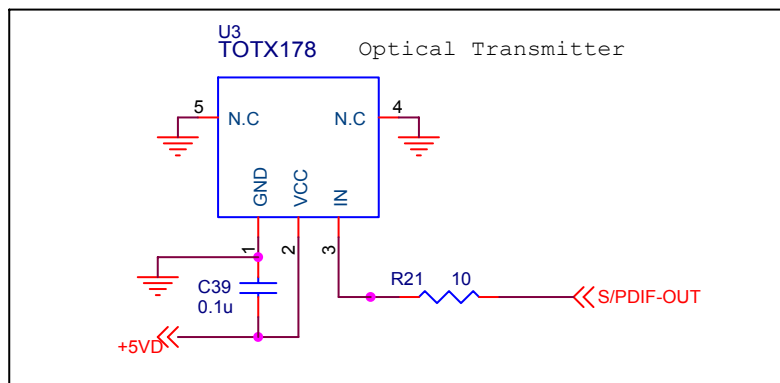 U3
TOTX178 Optical Transmitter
5 N.C N.C 4
GND VCC IN
1 2 3
C39
0.1u
R21 10
S/PDIF-OUT
+5VD